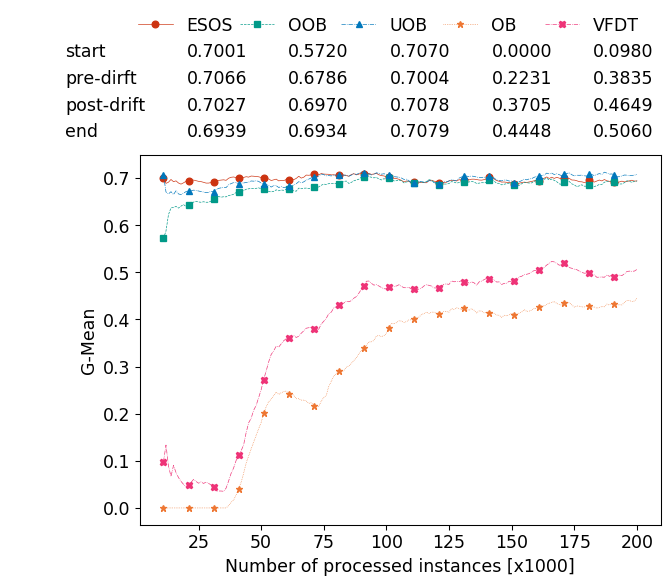 ESOS OOB UOB OB VFDT
start 0.7001 0.5720 0.7070 0.0000 0.0980
pre-dirft 0.7066 0.6786 0.7004 0.2231 0.3835
post-drift 0.7027 0.6970 0.7078 0.3705 0.4649
end 0.6939 0.6934 0.7079 0.4448 0.5060
0.7
0.6
0.5
0.4
0.3
0.2
0.1
0.0
G-Mean
25 50 75 100 125 150 175 200
Number of processed instances [x1000]